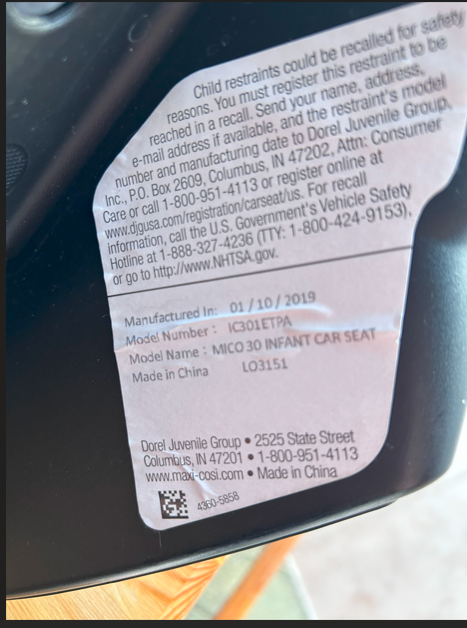 Child restraints could be recalled for safety
reasons. You must register this restraint to be
reached in a recall. Send your name, address,
e-mail address if available, and the restraint's model
number and manufacturing date to Dorel Juvenile Group,
Inc., P.O. Box 2609, Columbus, IN 47202, Attn: Consumer
Care or call 1-800-951-4113 or register online at
www.djgusa.com/registration/carseat/us. For recall
information, call the U.S. Government's Vehicle Safety
Hotline at 1-888-327-4236 (TTY: 1-800-424-9153),
or go to http://www.NHTSA.gov.
Manufactured In: 01/10/2019
Model Number : IC301ETPA
Model Name : MICO 30 INFANT CAR SEAT
Made in China LO3151
Dorel Juvenile Group • 2525 State Street
Columbus, IN 47201 • 1-800-951-4113
www.maxi-cosi.com • Made in China
4360-5858